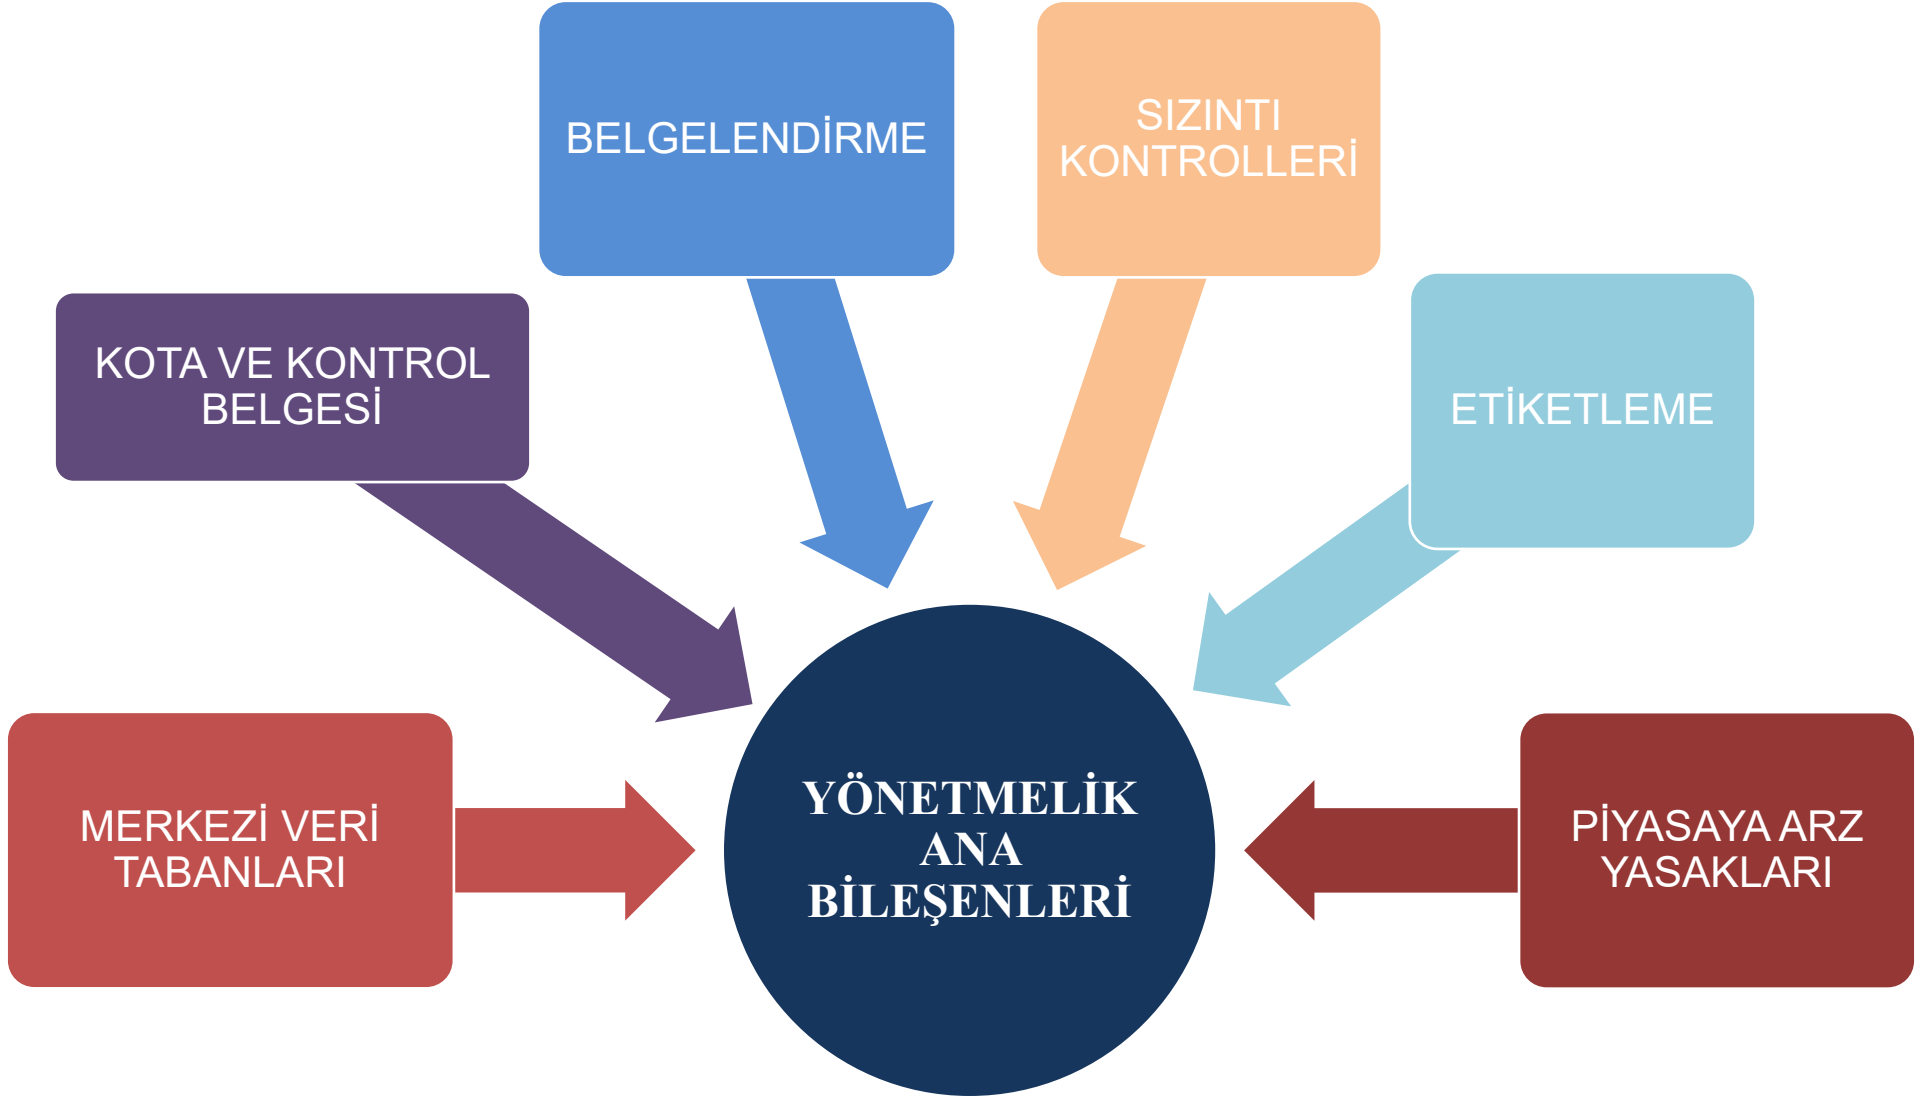 BELGELENDİRME
SIZINTI
KONTROLLERİ
KOTA VE KONTROL
BELGESİ
ETİKETLEME
MERKEZİ VERİ
TABANLARI
YÖNETMELİK
ANA
BİLEŞENLERİ
PİYASAYA ARZ
YASAKLARI